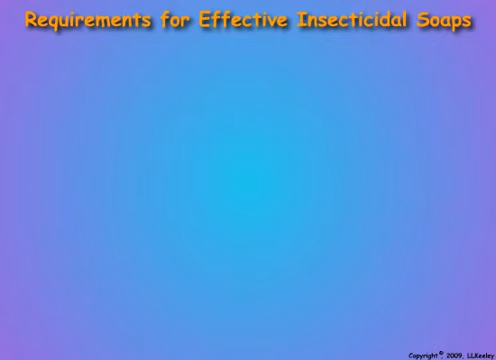 Requirements for Effective Insecticidal Soaps
Copyright © 2009, LLKeeley